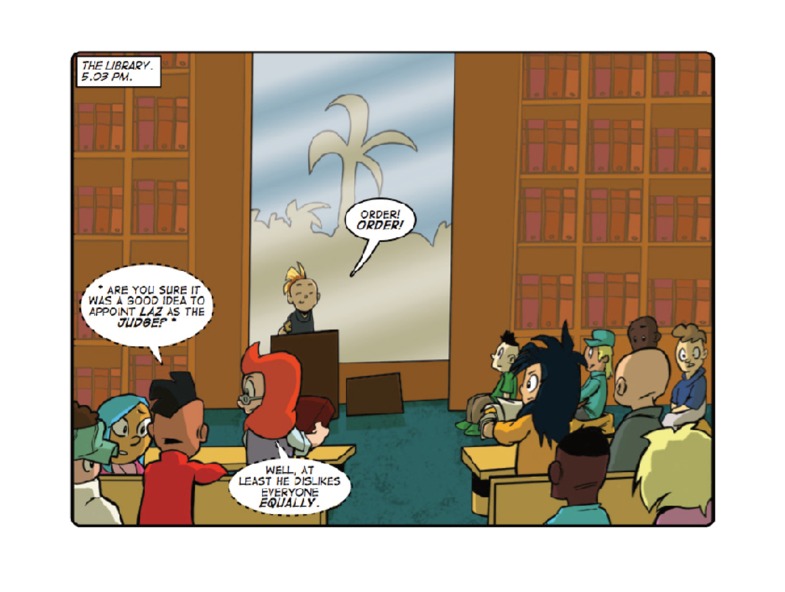 THE LIBRARY.
5.03 PM.
ORDER!
ORDER!
* ARE YOU SURE IT
WAS A GOOD IDEA TO
APPOINT LAZ AS THE
JUDGE? *
WELL, AT
LEAST HE DISLIKES
EVERYONE
EQUALLY.